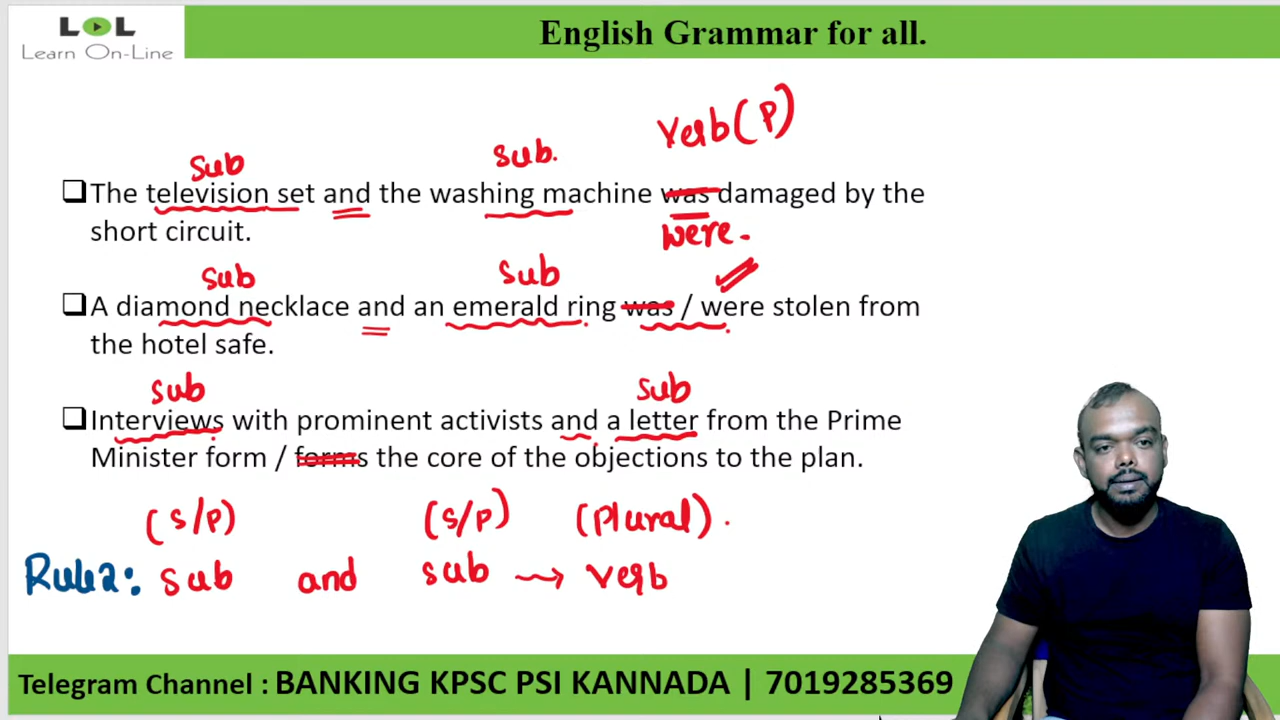 LOL
Learn On-Line
English Grammar for all.
verb (P)
Sub
Sub.
❑The television set and the washing machine was damaged by the
were.
short circuit.
Sub
Sub
❑A diamond necklace and an emerald ring was / were stolen from
the hotel safe.
Sub
Sub
❑Interviews with prominent activists and a letter from the Prime
Minister form / forms the core of the objections to the plan.
(S/P) (S/P) (Plural).
Rule2: Sub and Sub → verb
Telegram Channel : BANKING KPSC PSI KANNADA | 7019285369